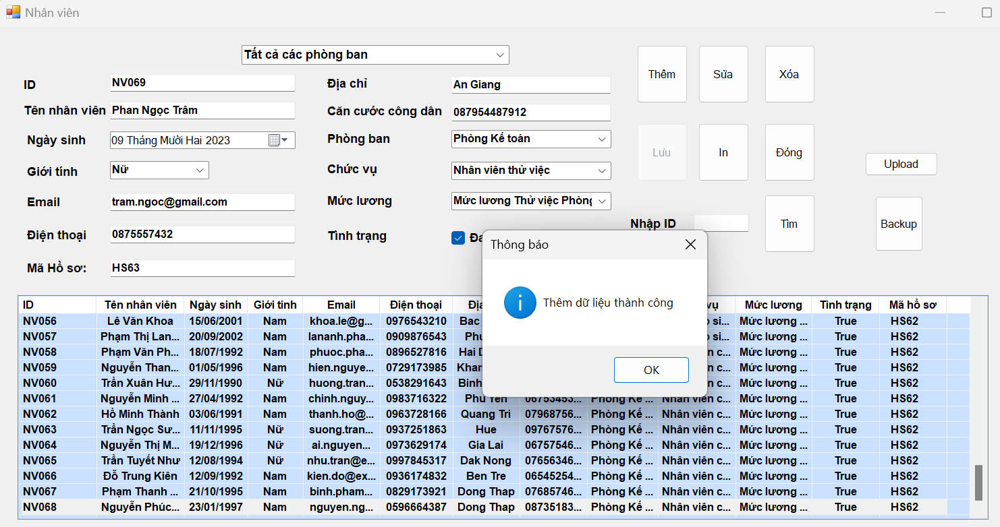 Nhân viên
Tất cả các phòng ban
ID NV069 Địa chỉ An Giang Thêm Sửa Xóa
Tên nhân viên Phan Ngọc Trâm Căn cước công dân 087954487912
Ngày sinh 09 Tháng Mười Hai 2023 Phòng ban Phòng Kế toán Lưu In Đóng Upload
Giới tính Nữ Chức vụ Nhân viên thử việc
Email tram.ngoc@gmail.com Mức lương Mức lương Thử việc Phòng
Điện thoại 0875557432 Tình trạng Nhập ID Tìm Backup
Mã Hồ sơ: HS63
Thông báo
Thêm dữ liệu thành công
OK
ID Tên nhân viên Ngày sinh Giới tính Email Điện thoại Mức lương Tình trạng Mã hồ sơ
NV056 Lê Văn Khoa 15/06/2001 Nam khoa.le@g... 0976543210 Bac si... Mức lương ... True HS62
NV057 Phạm Thị Lan... 20/09/2002 Nam lananh.pha... 0909876543 si... Mức lương ... True HS62
NV058 Phạm Văn Ph... 18/07/1992 Nam phuoc.pha... 0896527816 Hai viên c... Mức lương ... True HS62
NV059 Nguyễn Than... 01/05/1996 Nam hien.nguye... 0729173985 viên c... Mức lương ... True HS62
NV060 Trần Xuân Hư... 29/11/1990 Nữ huong.tran... 0538291643 Binh viên c... Mức lương ... True HS62
NV061 Nguyễn Minh ... 27/04/1992 Nam chinh.nguy... 0983716322 Phu Yen 06753453... Phòng Kế ... Nhân viên c... Mức lương ... True HS62
NV062 Hồ Minh Thành 03/06/1991 Nam thanh.ho@... 0963728166 Quang Tri 07968756... Phòng Kế ... Nhân viên c... Mức lương ... True HS62
NV063 Trần Ngọc Sư... 11/11/1995 Nữ suong.tran... 0937251863 Hue 09767576... Phòng Kế ... Nhân viên c... Mức lương ... True HS62
NV064 Nguyễn Thị M... 19/12/1996 Nữ ai.nguyen... 0973629174 Gia Lai 06757546... Phòng Kế ... Nhân viên c... Mức lương ... True HS62
NV065 Trần Tuyết Như 12/08/1994 Nữ nhu.tran@e... 0997845317 Dak Nong 07656346... Phòng Kế ... Nhân viên c... Mức lương ... True HS62
NV066 Đỗ Trung Kiên 12/09/1992 Nam kien.do@ex... 0936174832 Ben Tre 06545254... Phòng Kế ... Nhân viên c... Mức lương ... True HS62
NV067 Phạm Thanh ... 21/10/1995 Nam binh.pham... 0829173921 Dong Thap 07685746... Phòng Kế ... Nhân viên c... Mức lương ... True HS62
NV068 Nguyễn Phúc... 23/01/1997 Nam nguyen.ng... 0596664387 Dong Thap 08735183... Phòng Kế ... Nhân viên c... Mức lương ... True HS62